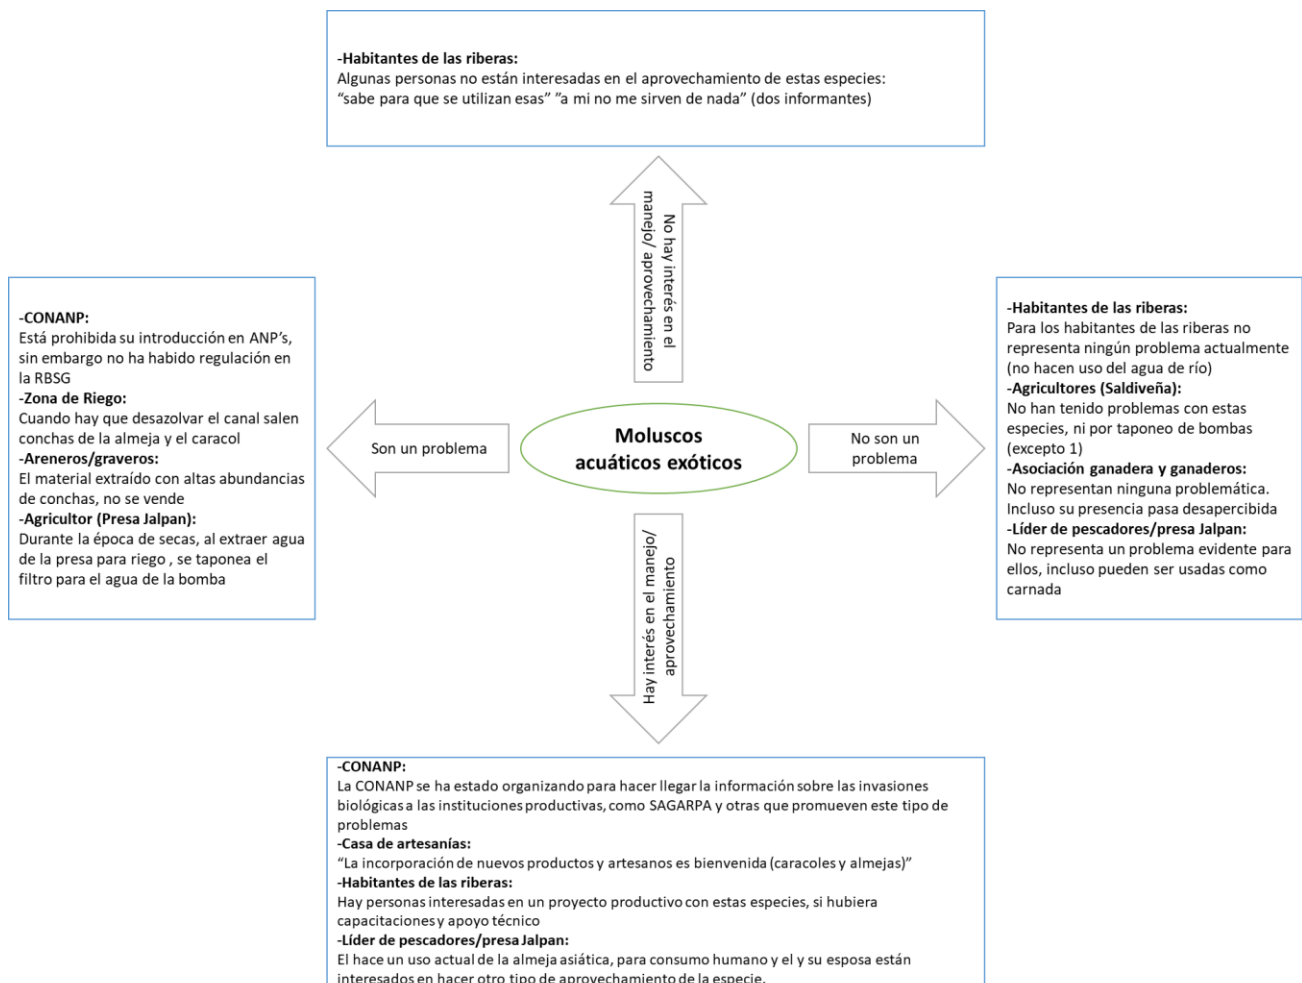 -Habitantes de las riberas:
Algunas personas no están interesadas en el aprovechamiento de estas especies:
“sabe para que se utilizan esas” ”a mi no me sirven de nada” (dos informantes)
No hay interés en el
manejo/ aprovechamiento
-CONANP:
Está prohibida su introducción en ANP’s,
sin embargo no ha habido regulación en
la RBSG
-Zona de Riego:
Cuando hay que desazolvar el canal salen
conchas de la almeja y el caracol
-Areneros/graveros:
El material extraído con altas abundancias
de conchas, no se vende
-Agricultor (Presa Jalpan):
Durante la época de secas, al extraer agua
de la presa para riego , se taponea el
filtro para el agua de la bomba
Son un problema
Moluscos
acuáticos exóticos
No son un
problema
-Habitantes de las riberas:
Para los habitantes de las riberas no
representa ningún problema actualmente
(no hacen uso del agua de río)
-Agricultores (Saldiveña):
No han tenido problemas con estas
especies, ni por taponeo de bombas
(excepto 1)
-Asociación ganadera y ganaderos:
No representan ninguna problemática.
Incluso su presencia pasa desapercibida
-Líder de pescadores/presa Jalpan:
No representa un problema evidente para
ellos, incluso pueden ser usadas como
carnada
Hay interés en el manejo/
aprovechamiento
-CONANP:
La CONANP se ha estado organizando para hacer llegar la información sobre las invasiones
biológicas a las instituciones productivas, como SAGARPA y otras que promueven este tipo de
problemas
-Casa de artesanías:
“La incorporación de nuevos productos y artesanos es bienvenida (caracoles y almejas)”
-Habitantes de las riberas:
Hay personas interesadas en un proyecto productivo con estas especies, si hubiera
capacitaciones y apoyo técnico
-Líder de pescadores/presa Jalpan:
El hace un uso actual de la almeja asiática, para consumo humano y el y su esposa están
interesados en hacer otro tipo de aprovechamiento de la especie.